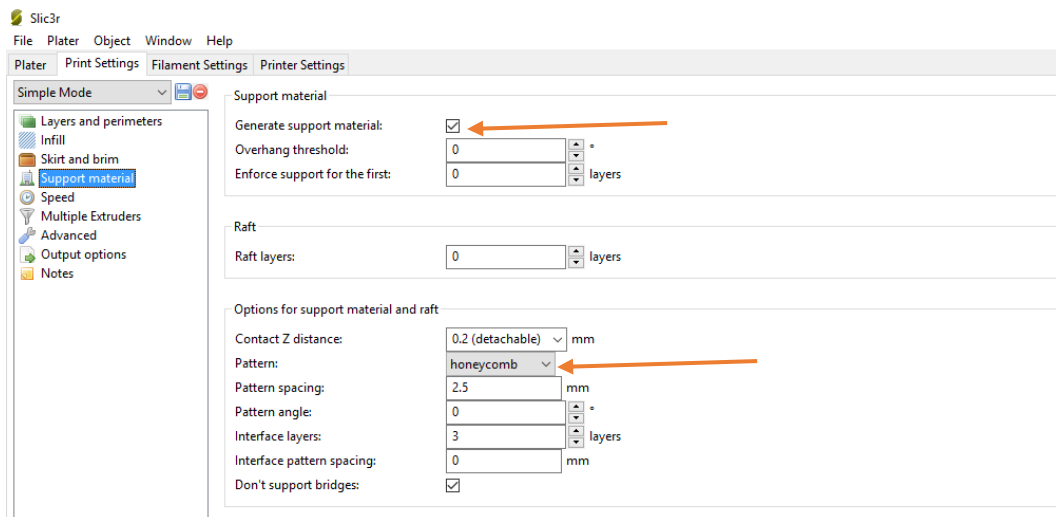 Slic3r
File Plater Object Window Help
Plater Print Settings Filament Settings Printer Settings
Simple Mode
Layers and perimeters
Infill
Skirt and brim
Support material
Speed
Multiple Extruders
Advanced
Output options
Notes
Support material
Generate support material:
Overhang threshold: 0 °
Enforce support for the first: 0 layers
Raft
Raft layers: 0 layers
Options for support material and raft
Contact Z distance: 0.2 (detachable) mm
Pattern: honeycomb
Pattern spacing: 2.5 mm
Pattern angle: 0 °
Interface layers: 3 layers
Interface pattern spacing: 0 mm
Don't support bridges: